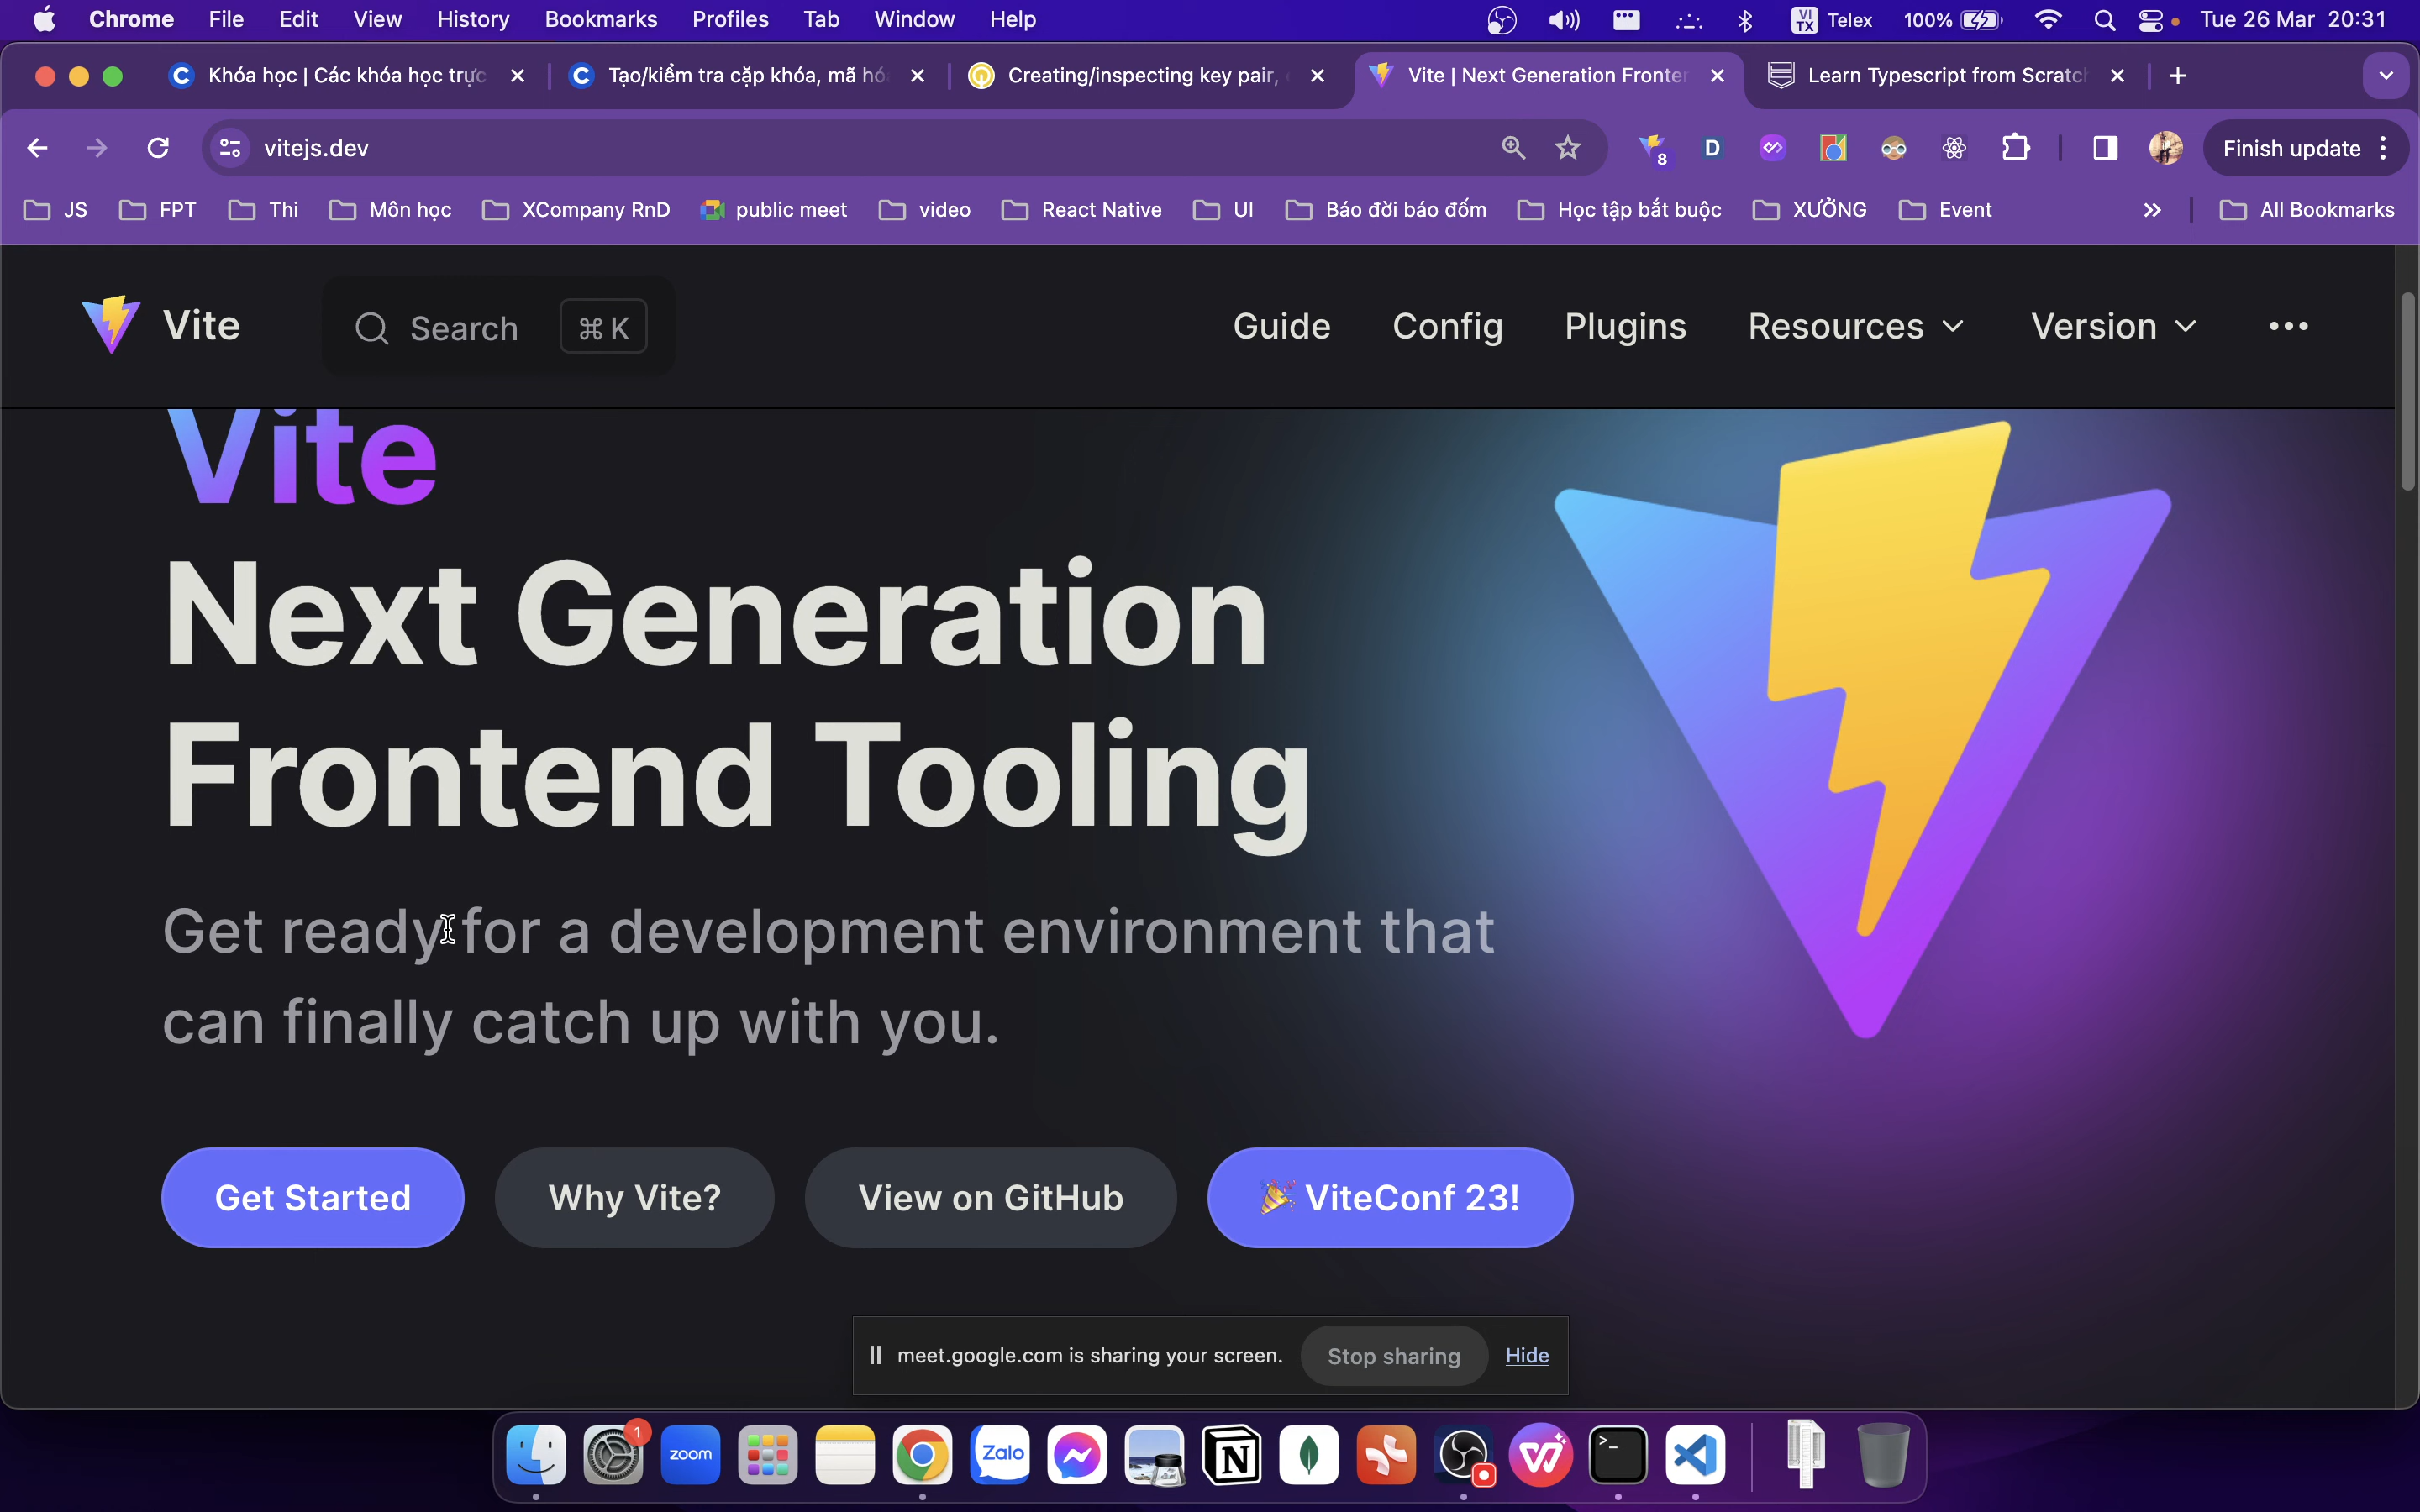 Chrome File Edit View History Bookmarks Profiles Tab Window Help VI TX Telex 100% Tue 26 Mar 20:31
Khóa học | Các khóa học trực Tạo/kiểm tra cặp khóa, mã hó Creating/inspecting key pair, Vite | Next Generation Fronte Learn Typescript from Scratc
vitejs.dev 8 D Finish update
JS FPT Thi Môn học XCompany RnD public meet video React Native UI Báo đời báo đốm Học tập bắt buộc XƯỞNG Event All Bookmarks
Vite Search ⌘ K Guide Config Plugins Resources Version
Vite
Next Generation
Frontend Tooling
Get ready for a development environment that
can finally catch up with you.
Get Started Why Vite? View on GitHub 🎉 ViteConf 23!
meet.google.com is sharing your screen. Stop sharing Hide
1 zoom Zalo